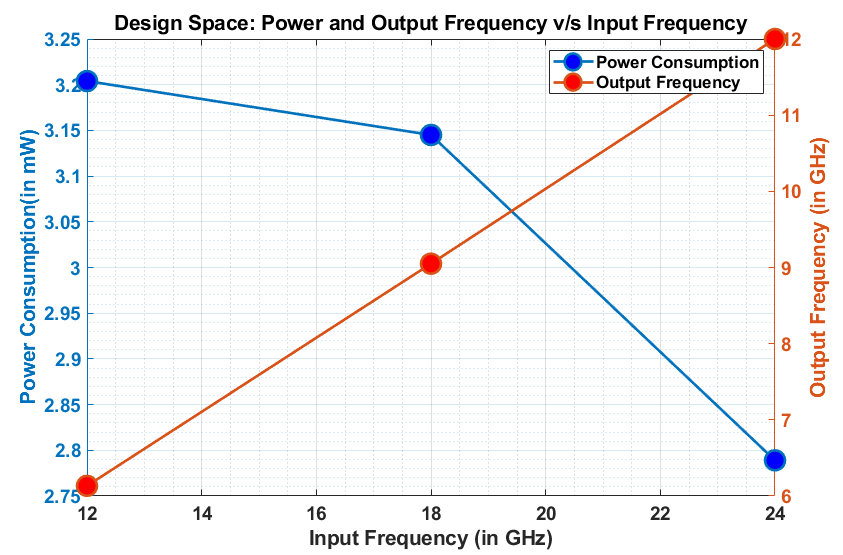 Design Space: Power and Output Frequency v/s Input Frequency
Power Consumption
Output Frequency
3.25
3.2
3.15
3.1
3.05
3
2.95
2.9
2.85
2.8
2.75
Power Consumption(in mW)
12
11
10
9
8
7
6
Output Frequency (in GHz)
12 14 16 18 20 22 24
Input Frequency (in GHz)